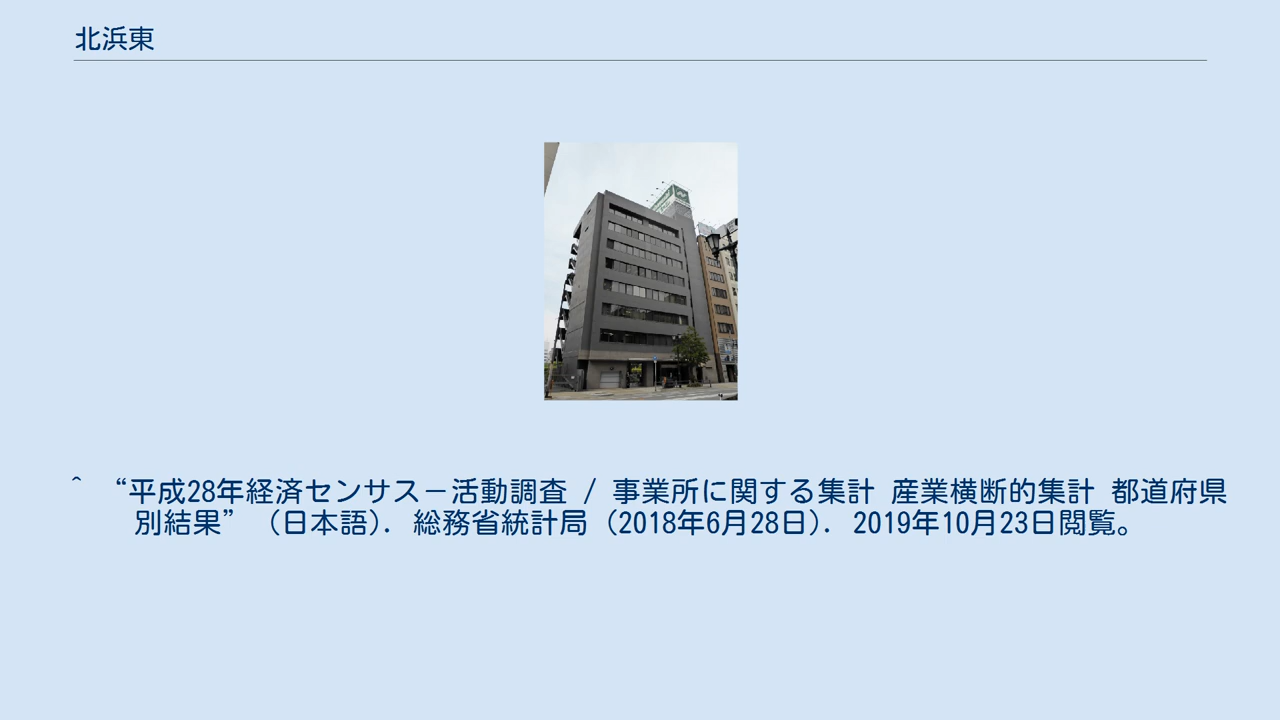 北浜東
^ “平成28年経済センサス－活動調査 / 事業所に関する集計 産業横断的集計 都道府県
別結果” (日本語). 総務省統計局 (2018年6月28日). 2019年10月23日閲覧。